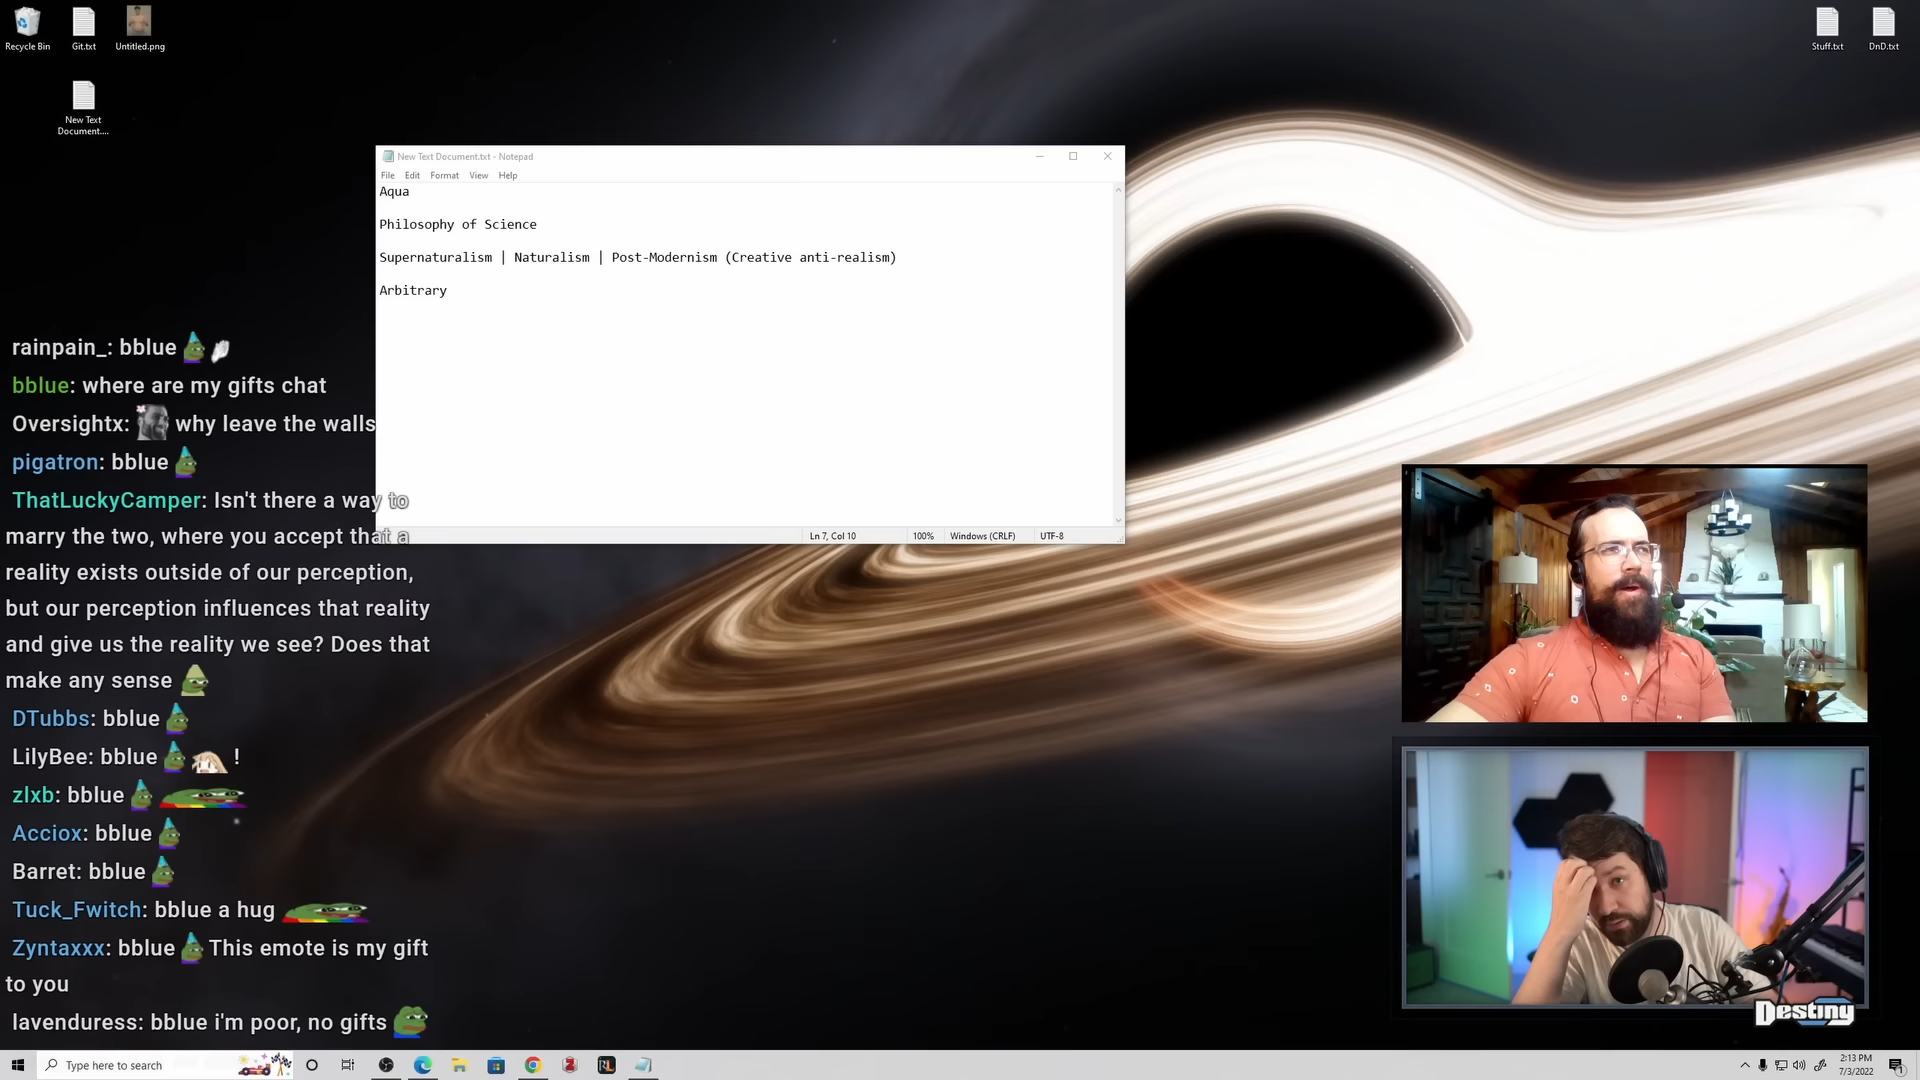 Recycle Bin
Git.txt
Untitled.png
New Text
Document....
Stuff.txt
DnD.txt
New Text Document.txt - Notepad
File Edit Format View Help
Aqua
Philosophy of Science
Supernaturalism | Naturalism | Post-Modernism (Creative anti-realism)
Arbitrary
Ln 7, Col 10
100%
Windows (CRLF)
UTF-8
rainpain_: bblue
bblue: where are my gifts chat
Oversightx: why leave the walls
pigatron: bblue
ThatLuckyCamper: Isn't there a way to
marry the two, where you accept that a
reality exists outside of our perception,
but our perception influences that reality
and give us the reality we see? Does that
make any sense
DTubbs: bblue
LilyBee: bblue !
zlxb: bblue
Acciox: bblue
Barret: bblue
Tuck_Fwitch: bblue a hug
Zyntaxxx: bblue This emote is my gift
to you
lavenduress: bblue i'm poor, no gifts
Destiny
Type here to search
2:13 PM
7/3/2022